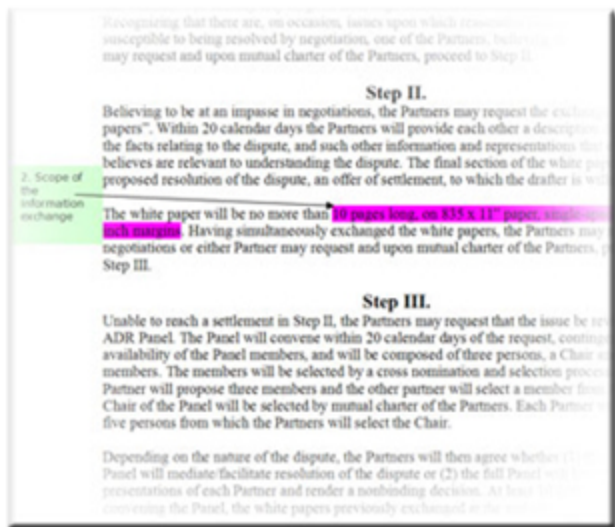 Recognizing that there are, on occasion, issues upon which
susceptible to being resolved by negotiation, one of the Partners,
may request and upon mutual charter of the Partners, proceed to Step II.
Step II.
Believing to be at an impasse in negotiations, the Partners may request the
papers”. Within 20 calendar days the Partners will provide each other a description
the facts relating to the dispute, and such other information and representations
believes are relevant to understanding the dispute. The final section of the white
proposed resolution of the dispute, an offer of settlement, to which the drafter is
2. Scope of
the
information
exchange
The white paper will be no more than 10 pages long, on 835 x 11” paper,
inch margins. Having simultaneously exchanged the white papers, the Partners may
negotiations or either Partner may request and upon mutual charter of the Partners,
Step III.
Step III.
Unable to reach a settlement in Step II, the Partners may request that the issue be
ADR Panel. The Panel will convene within 20 calendar days of the request,
availability of the Panel members, and will be composed of three persons, a Chair
members. The members will be selected by a cross nomination and selection
Partner will propose three members and the other partner will select a member
Chair of the Panel will be selected by mutual charter of the Partners. Each Partner
five persons from which the Partners will select the Chair.
Depending on the nature of the dispute, the Partners will then agree whether
Panel will mediate/facilitate resolution of the dispute or (2) the full Panel
presentations of each Partner and render a nonbinding decision. At
convening the Panel, the white papers previously exchanged